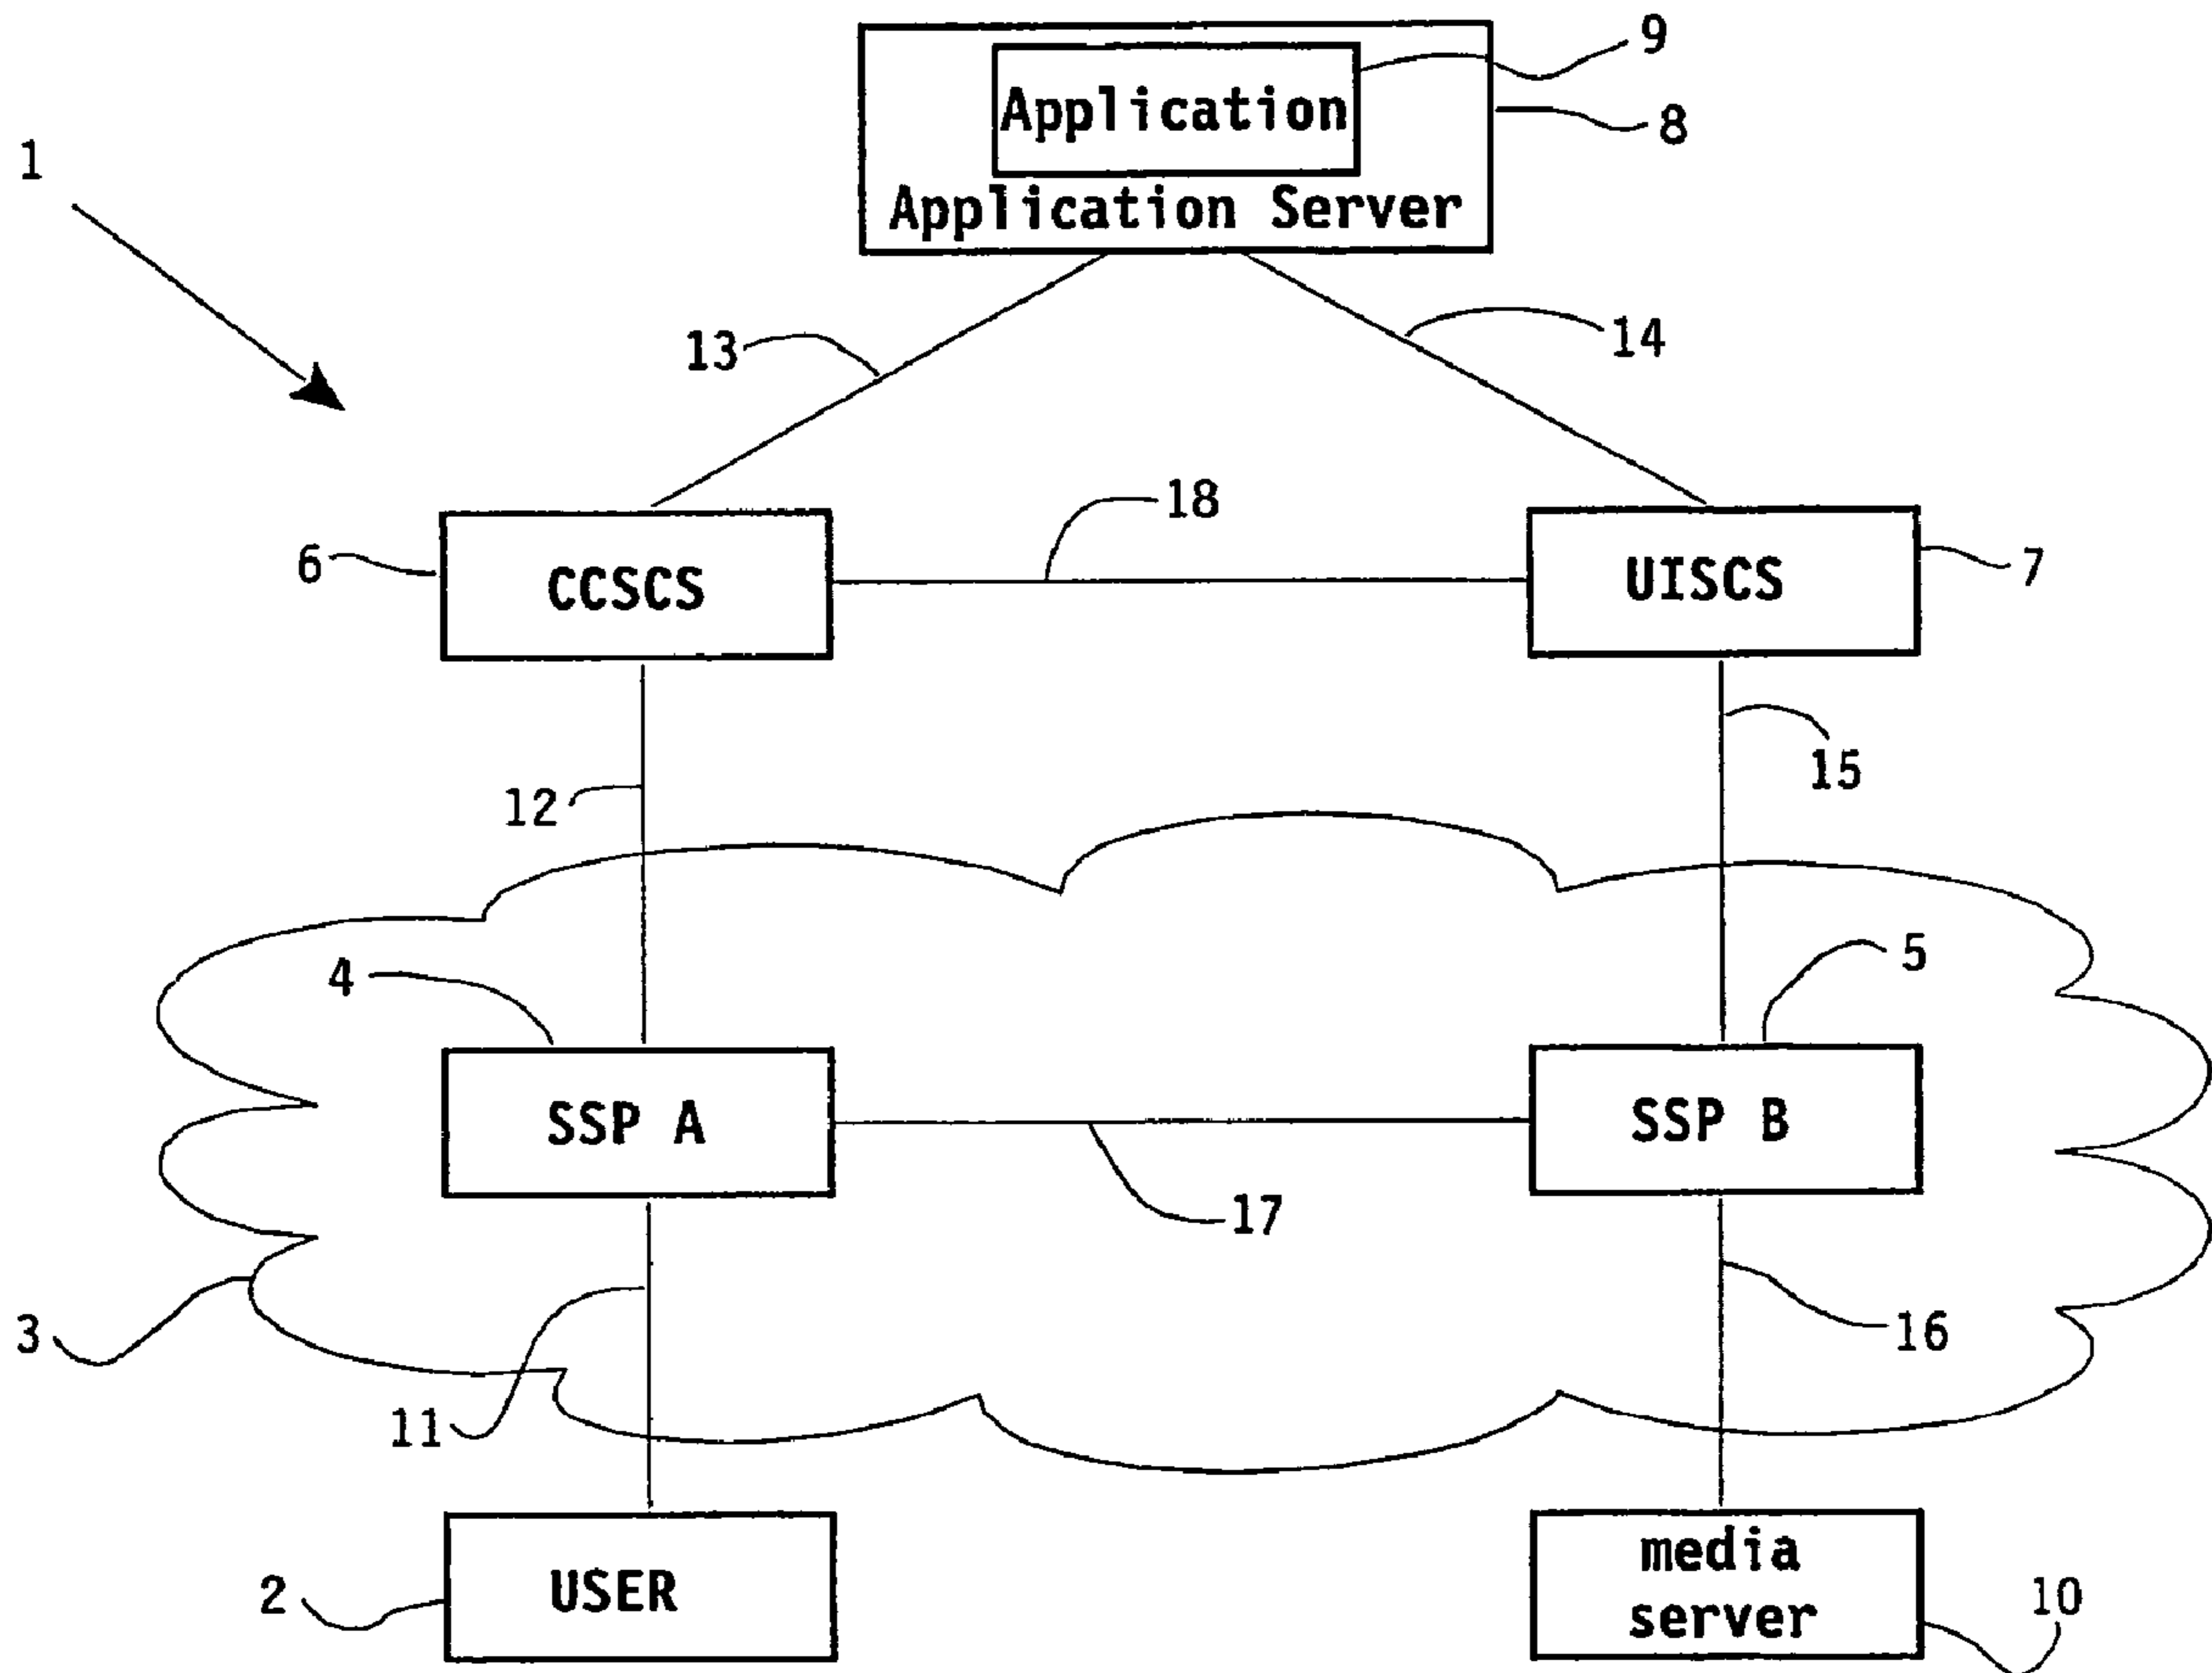 9
Application
8
1
Application Server
13
14
18
6
CCSCS
UISCS
7
12
15
4
5
SSP A
SSP B
17
3
16
11
2
USER
media
server
10